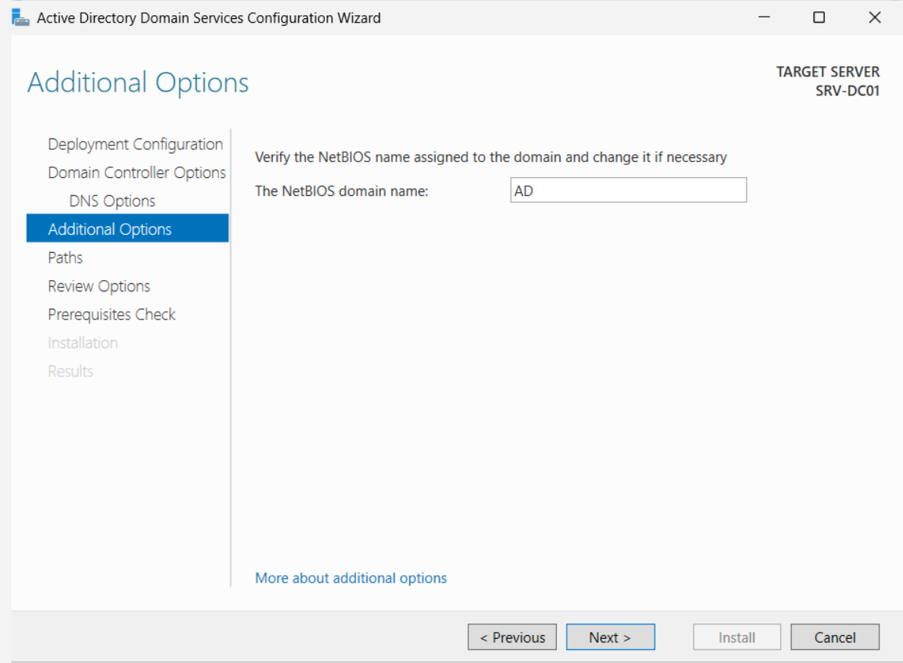 Active Directory Domain Services Configuration Wizard
Additional Options
TARGET SERVER
SRV-DC01
Deployment Configuration
Domain Controller Options
DNS Options
Additional Options
Paths
Review Options
Prerequisites Check
Installation
Results
Verify the NetBIOS name assigned to the domain and change it if necessary
The NetBIOS domain name: AD
More about additional options
< Previous Next > Install Cancel